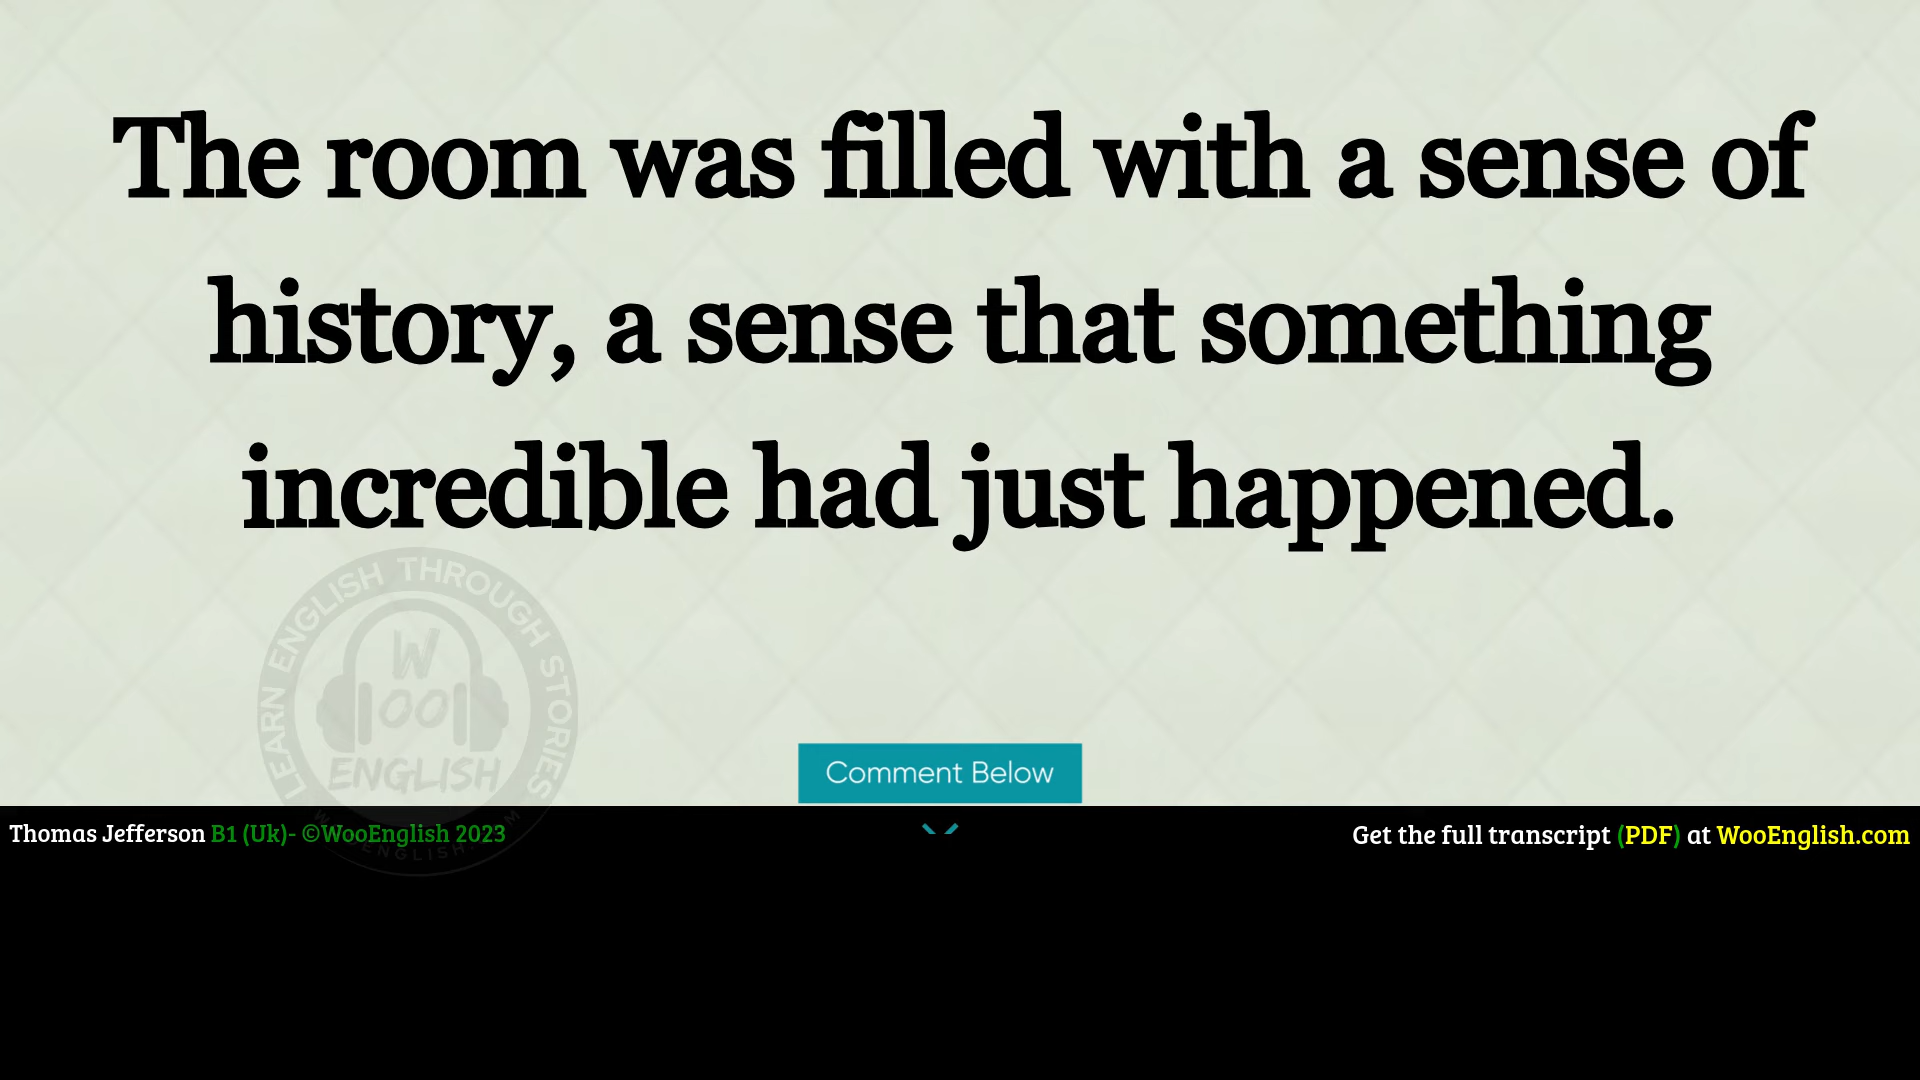 The room was filled with a sense of
history, a sense that something
incredible had just happened.
LEARN ENGLISH THROUGH STORIES
W
OO
ENGLISH
Comment Below
Thomas Jefferson B1 (Uk)- ©WooEnglish 2023
Get the full transcript (PDF) at WooEnglish.com